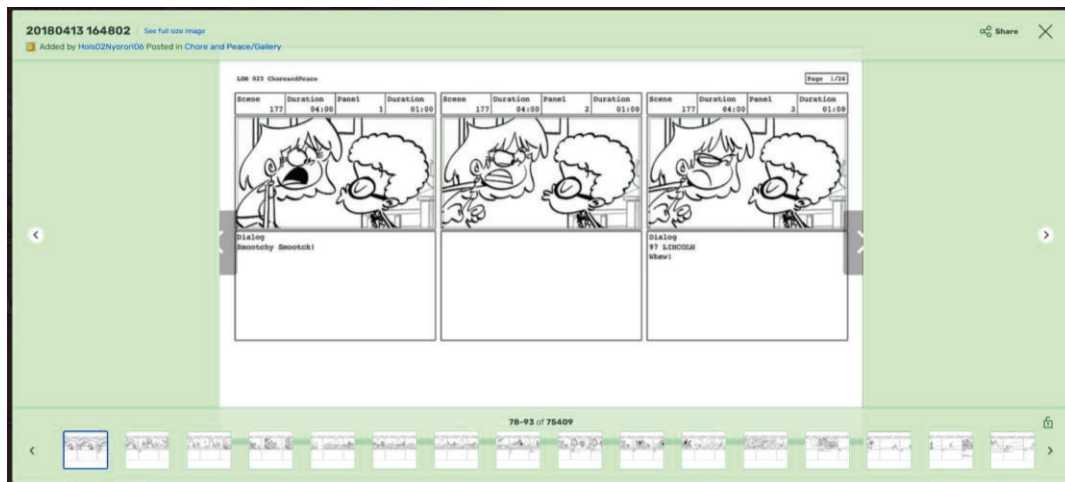 20180413 164802 See full size image
Share
Added by Hols02Nyorori06 Posted in Chore and Peace/Gallery
LOH 023 ChoreandPeace
Page 1/26
Scene Duration Panel Duration
177 04:00 1 01:00
Scene Duration Panel Duration
177 04:00 2 01:00
Scene Duration Panel Duration
177 04:00 3 01:00
Dialog
Smootchy Smootch!
Dialog
97 LINCOLN
Whew!
78-93 of 75409